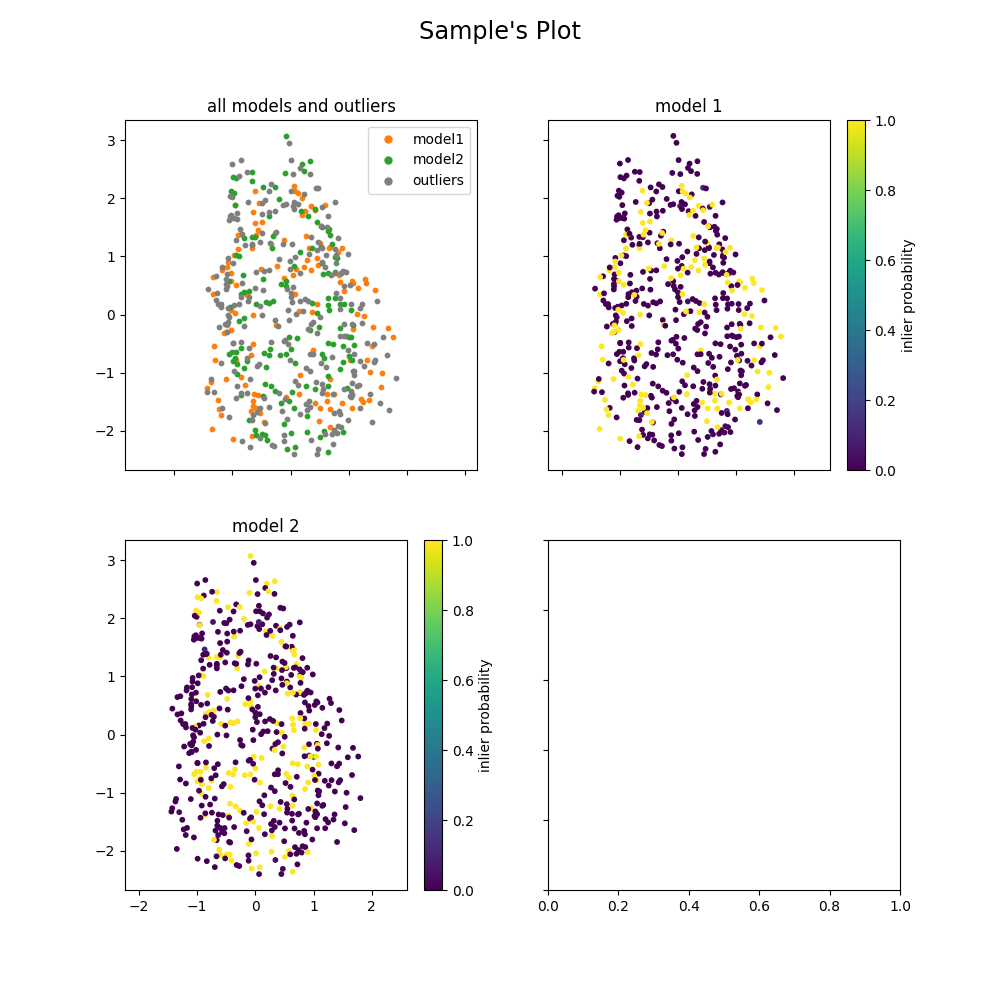 Sample's Plot
all models and outliers
model1
model2
outliers
3
2
1
0
−1
−2
model 1
1.0
0.8
0.6
0.4
0.2
0.0
inlier probability
model 2
3
2
1
0
−1
−2
−2 −1 0 1 2
1.0
0.8
0.6
0.4
0.2
0.0
inlier probability
0.0 0.2 0.4 0.6 0.8 1.0